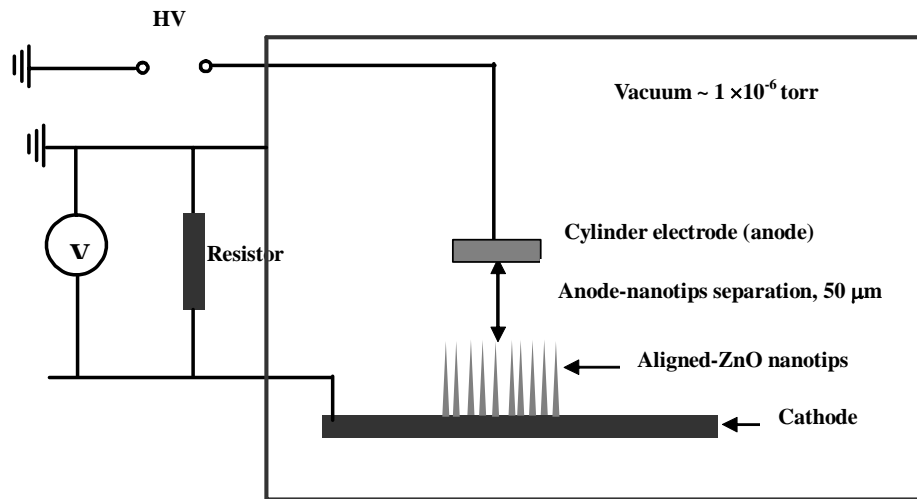 HV
Vacuum ~ 1 ×10⁻⁶ torr
Cylinder electrode (anode)
V
Resistor
Anode-nanotips separation, 50 μm
Aligned-ZnO nanotips
Cathode